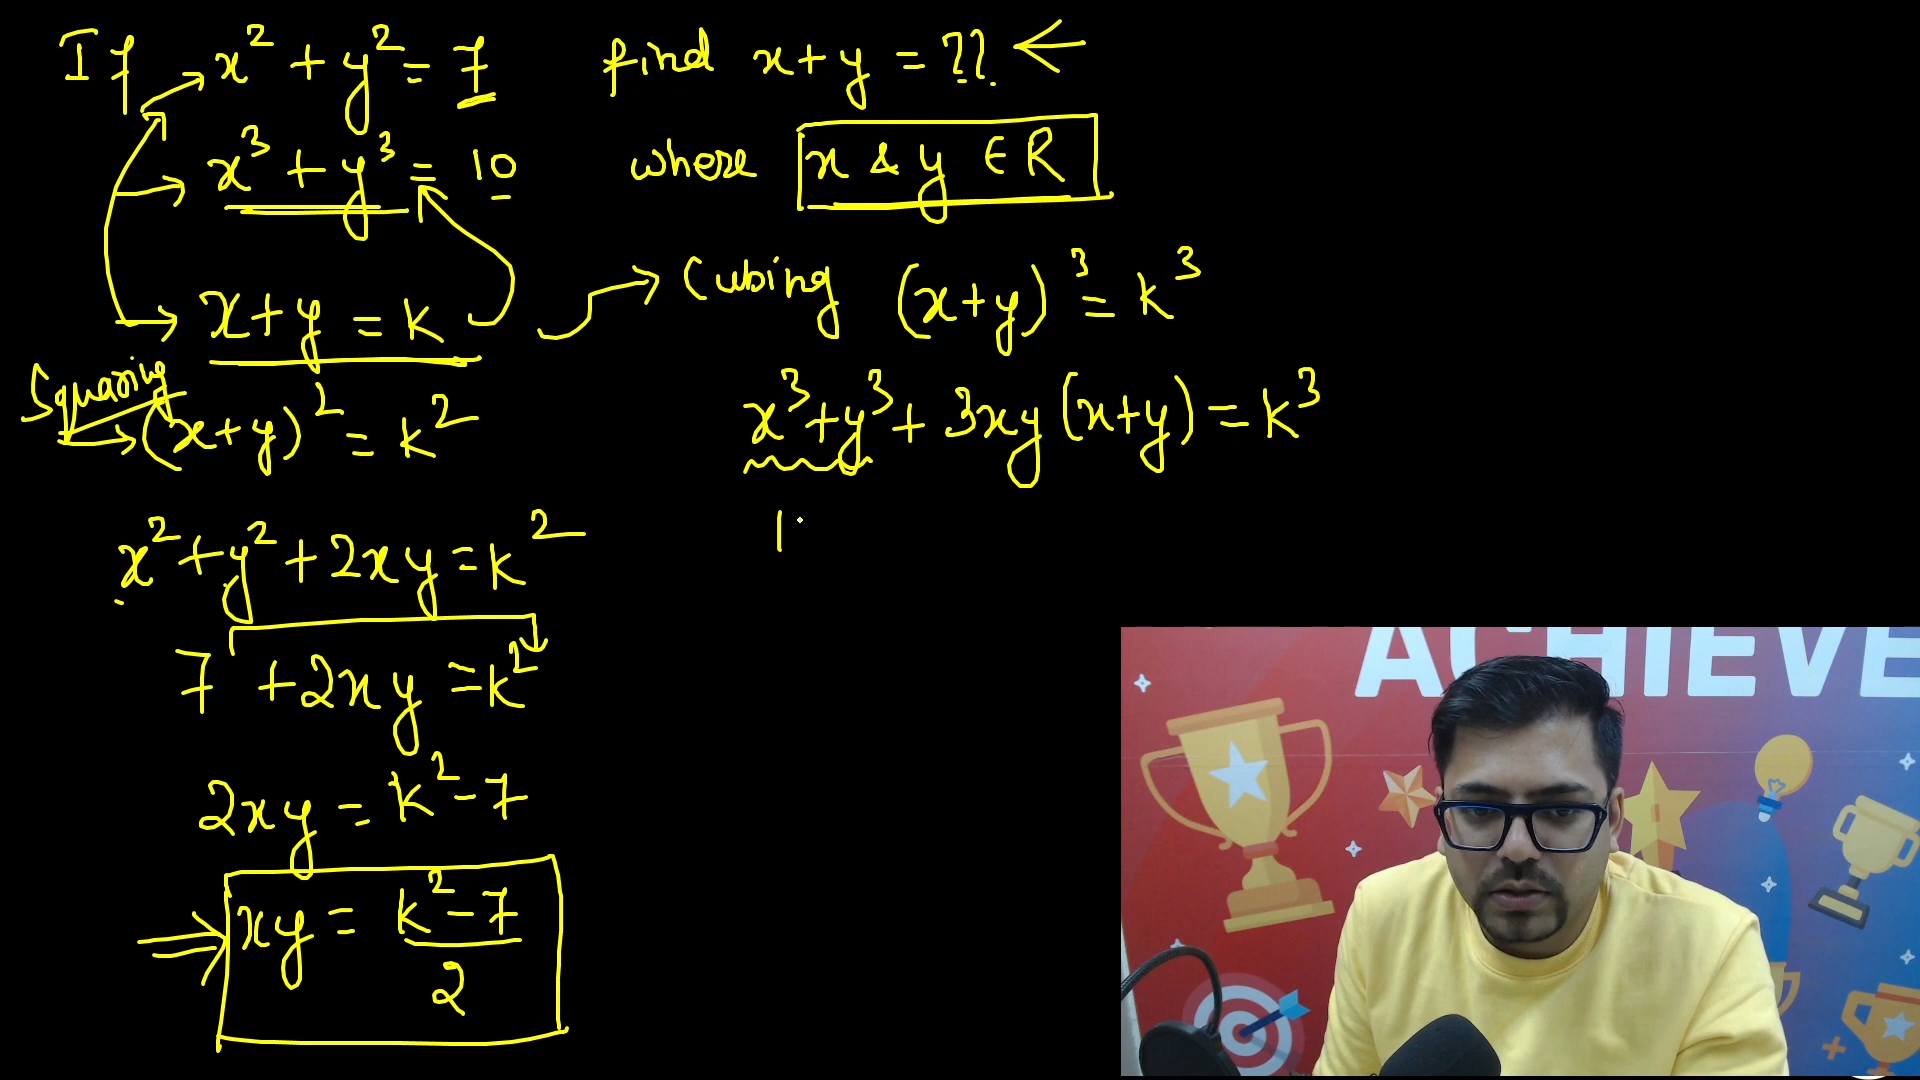 If x² + y² = 7 find x+y = ??
x³ + y³ = 10 where x & y ∈ R
x+y = k
Cubing (x+y)³ = k³
Squaring
(x+y)² = k²
x³+y³+3xy(x+y) = k³
x²+y²+2xy = k²
1
7 +2xy = k²
2xy = k²-7
xy = k²-7
2
ACHIEVE